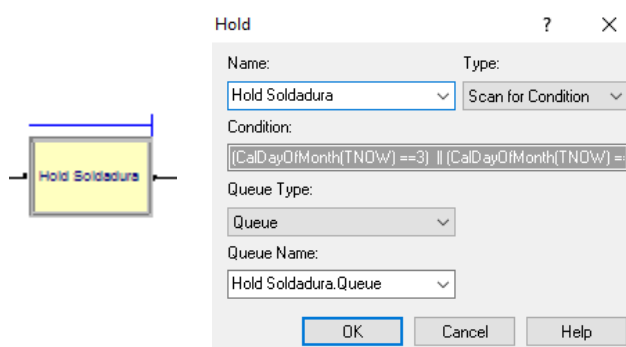 Hold
?
Name:
Type:
Hold Soldadura
Scan for Condition
Condition:
(CalDayOfMonth(TNOW) ==3) || (CalDayOfMonth(TNOW) =
Queue Type:
Queue
Queue Name:
Hold Soldadura.Queue
OK
Cancel
Help
Hold Soldadura